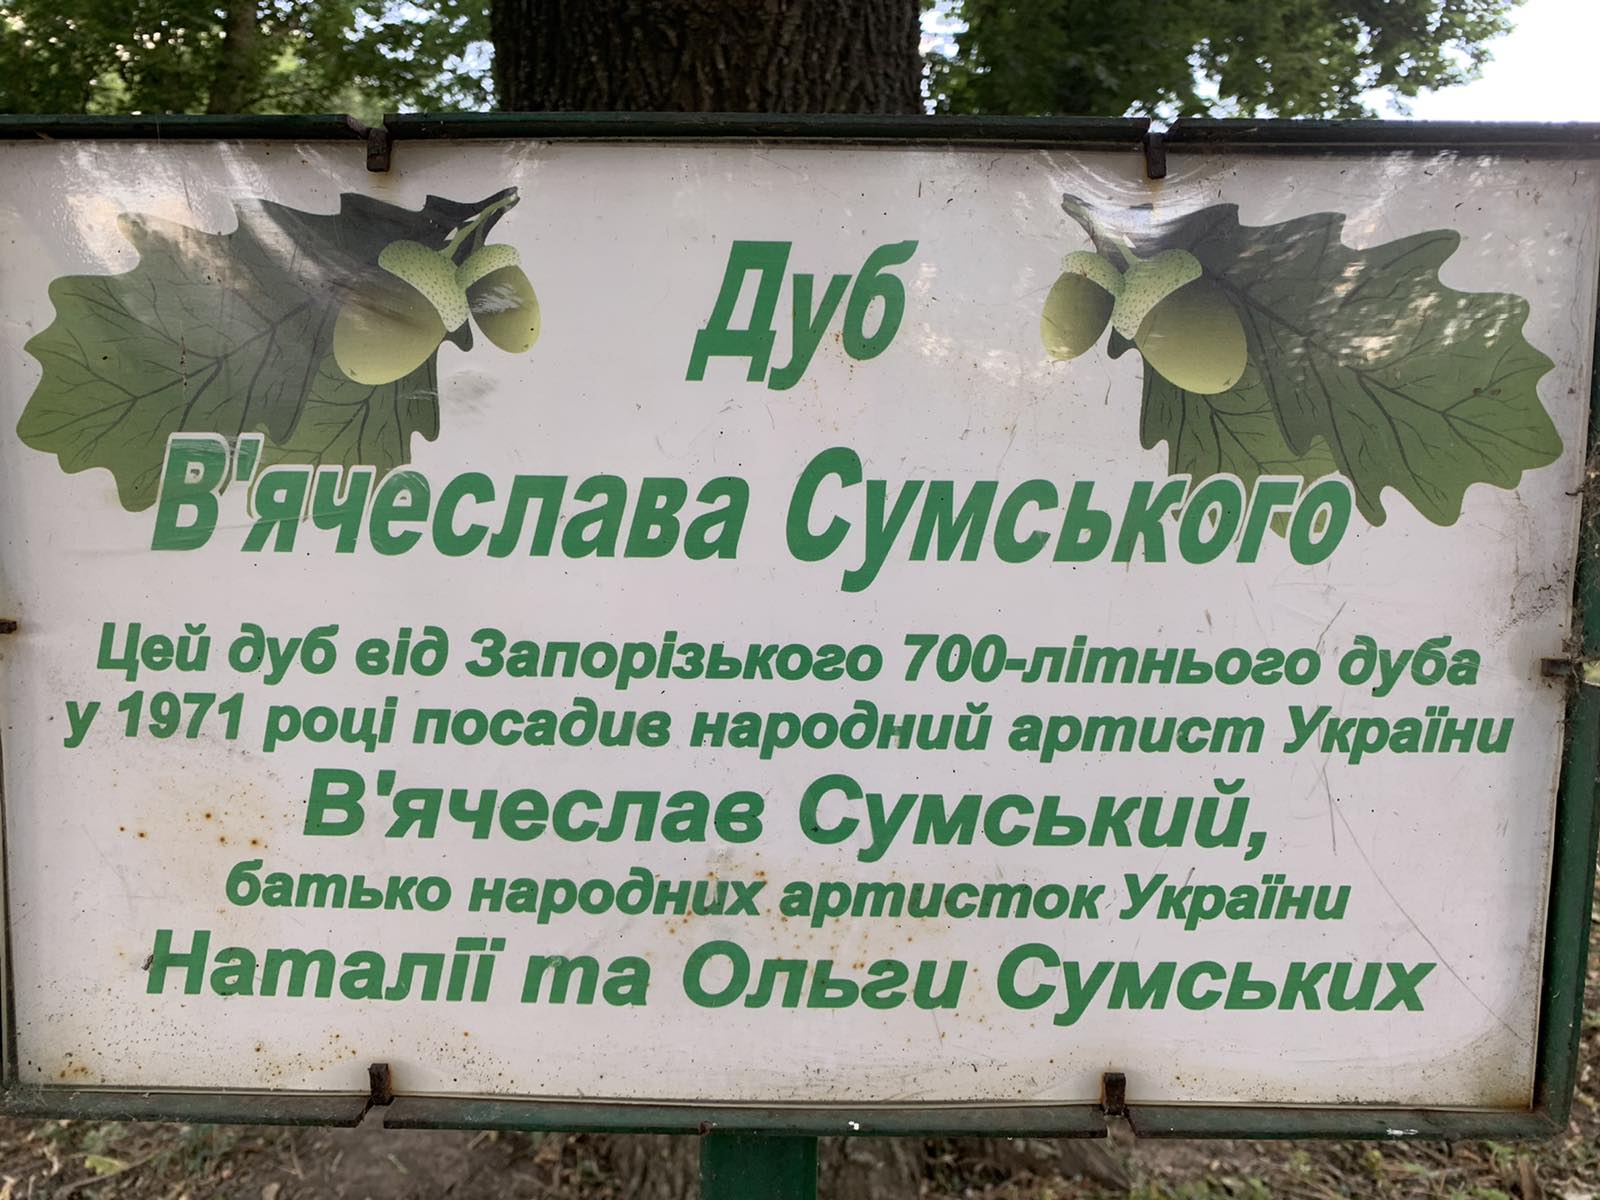 Дуб
В'ячеслава Сумського
Цей дуб від Запорізького 700-літнього дуба
у 1971 році посадив народний артист України
В'ячеслав Сумський,
батько народних артисток України
Наталії та Ольги Сумських